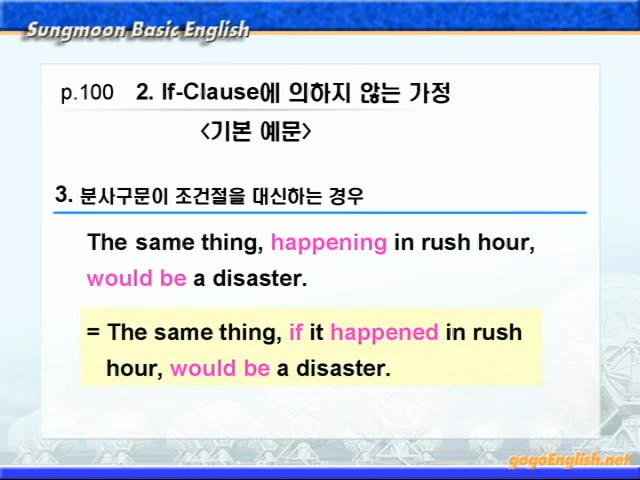 Sungmoon Basic English
p.100 2. If-Clause에 의하지 않는 가정
<기본 예문>
3. 분사구문이 조건절을 대신하는 경우
The same thing, happening in rush hour,
would be a disaster.
= The same thing, if it happened in rush
hour, would be a disaster.
gogoEnglish.net